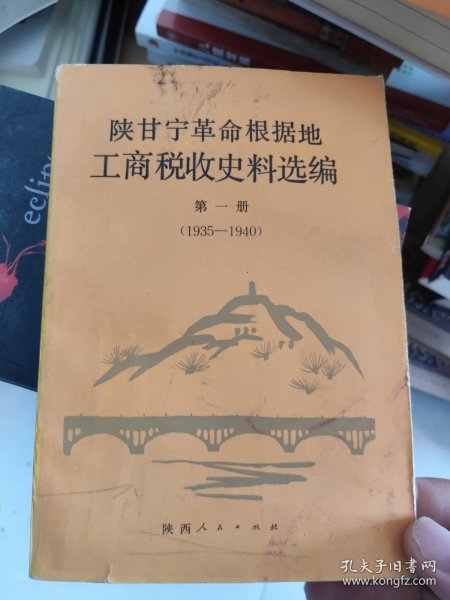 陕甘宁革命根据地
工商税收史料选编
第一册
(1935—1940)
陕西人民出版社
eclip
孔夫子旧书网
www.kongfz.com